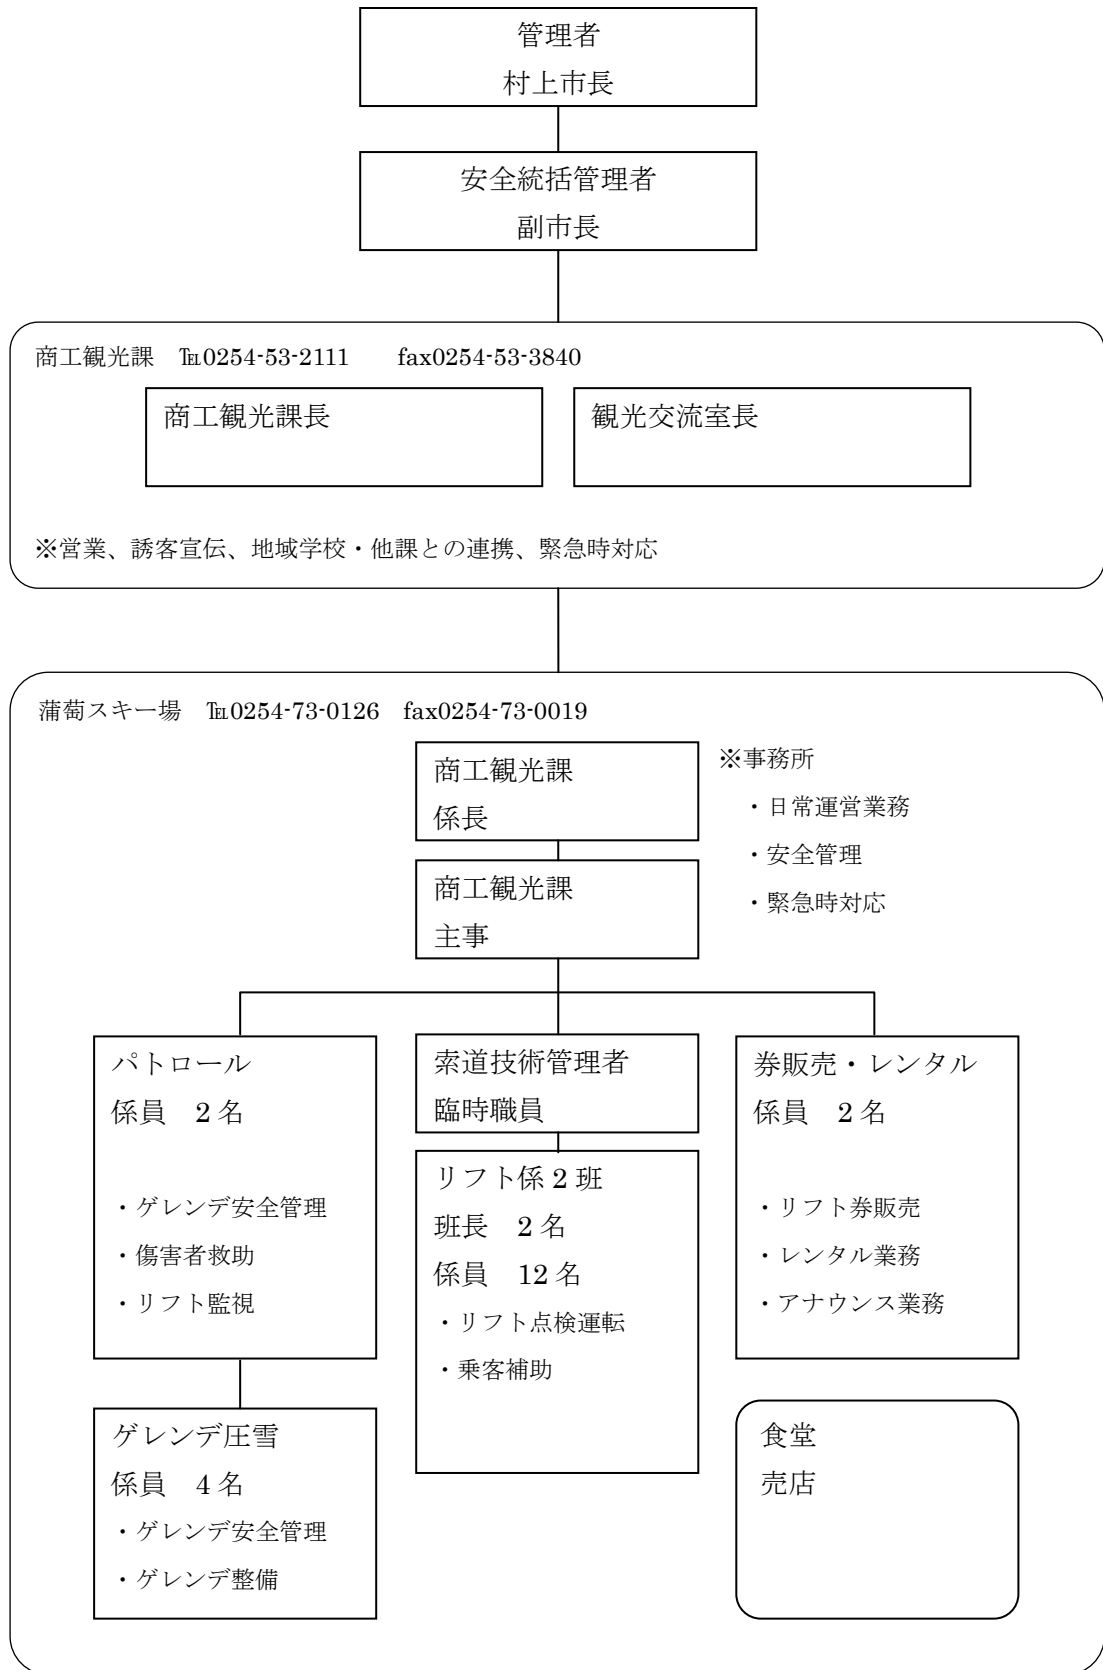 管理者
村上市長
安全統括管理者
副市長
商工観光課　℡0254-53-2111　　fax0254-53-3840
商工観光課長
観光交流室長
※営業、誘客宣伝、地域学校・他課との連携、緊急時対応
蒲萄スキー場　℡0254-73-0126　fax0254-73-0019
商工観光課
係長
商工観光課
主事
※事務所
・日常運営業務
・安全管理
・緊急時対応
パトロール
係員　2名
・ゲレンデ安全管理
・傷害者救助
・リフト監視
索道技術管理者
臨時職員
リフト係2班
班長　2名
係員　12名
・リフト点検運転
・乗客補助
券販売・レンタル
係員　2名
・リフト券販売
・レンタル業務
・アナウンス業務
ゲレンデ圧雪
係員　4名
・ゲレンデ安全管理
・ゲレンデ整備
食堂
売店